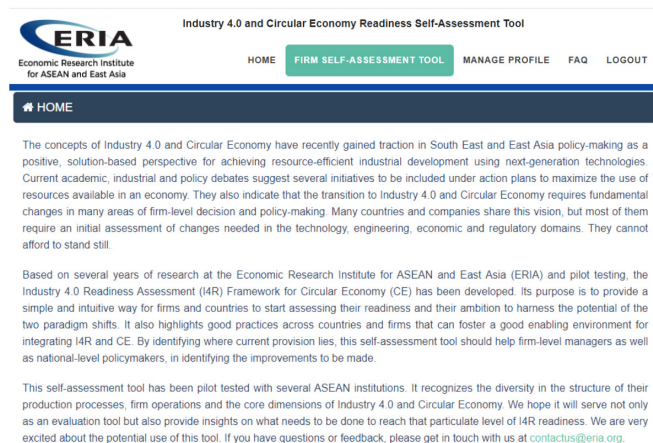 Industry 4.0 and Circular Economy Readiness Self-Assessment Tool
ERIA
Economic Research Institute
for ASEAN and East Asia
HOME FIRM SELF-ASSESSMENT TOOL MANAGE PROFILE FAQ LOGOUT
HOME
The concepts of Industry 4.0 and Circular Economy have recently gained traction in South East and East Asia policy-making as a
positive, solution-based perspective for achieving resource-efficient industrial development using next-generation technologies.
Current academic, industrial and policy debates suggest several initiatives to be included under action plans to maximize the use of
resources available in an economy. They also indicate that the transition to Industry 4.0 and Circular Economy requires fundamental
changes in many areas of firm-level decision and policy-making. Many countries and companies share this vision, but most of them
require an initial assessment of changes needed in the technology, engineering, economic and regulatory domains. They cannot
afford to stand still.
Based on several years of research at the Economic Research Institute for ASEAN and East Asia (ERIA) and pilot testing, the
Industry 4.0 Readiness Assessment (I4R) Framework for Circular Economy (CE) has been developed. Its purpose is to provide a
simple and intuitive way for firms and countries to start assessing their readiness and their ambition to harness the potential of the
two paradigm shifts. It also highlights good practices across countries and firms that can foster a good enabling environment for
integrating I4R and CE. By identifying where current provision lies, this self-assessment tool should help firm-level managers as well
as national-level policymakers, in identifying the improvements to be made.
This self-assessment tool has been pilot tested with several ASEAN institutions. It recognizes the diversity in the structure of their
production processes, firm operations and the core dimensions of Industry 4.0 and Circular Economy. We hope it will serve not only
as an evaluation tool but also provide insights on what needs to be done to reach that particulate level of I4R readiness. We are very
excited about the potential use of this tool. If you have questions or feedback, please get in touch with us at contactus@eria.org.